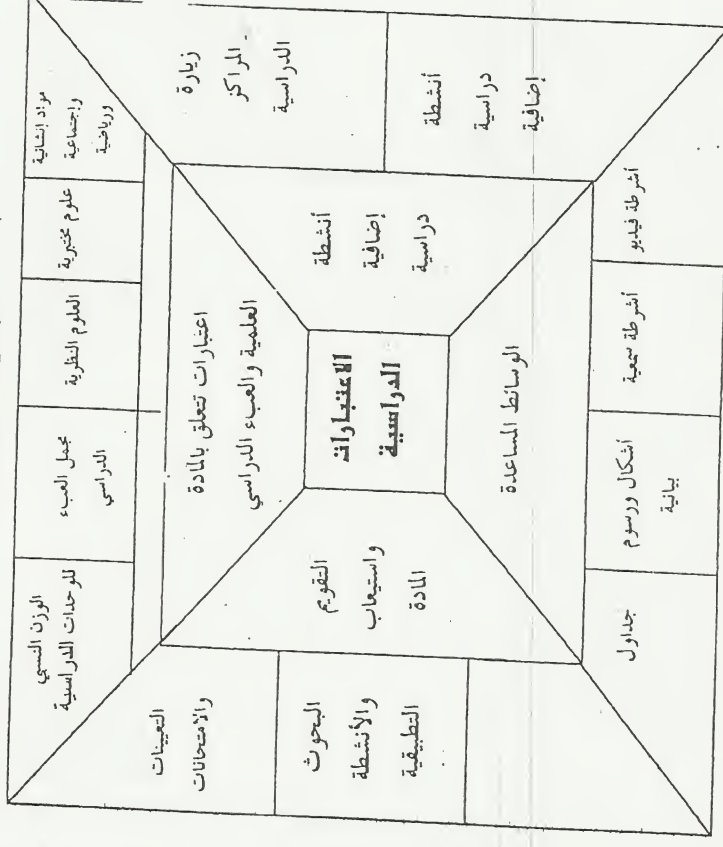 مواد إنسانية
واجتماعية
ورياضية
علوم مختبرية
العلوم النظرية
مجمل العبء
الدراسي
الوزن النسبي
للوحدات الدراسية
زيارة
المراكز
الدراسية
أنشطة
دراسية
إضافية
اعتبارات تتعلق بالمادة
العلمية والعبء الدراسي
أنشطة
إضافية
دراسية
الاعتبارات
الدراسية
التقويم
واستيعاب
المادة
الوسائط المساعدة
التعينات
والامتحانات
البحوث
والأنشطة
التطبيقية
أشرطة فيديو
أشرطة سمعية
أشكال ورسوم
بيانية
جداول